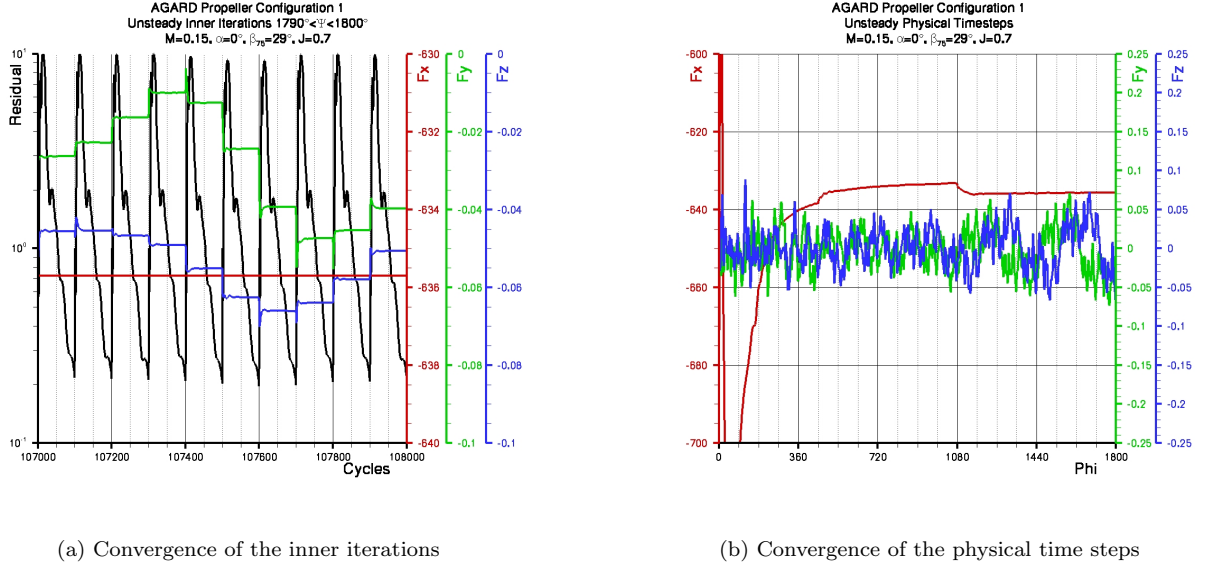 AGARD Propeller Configuration 1
Unsteady Inner Iterations 1790°<Ψ<1800°
M=0.15, α=0°, β75=29°, J=0.7
Residual
10^1
10^0
10^-1
107000 107200 107400 107600 107800 108000
Cycles
Fx
-630
-632
-634
-636
-638
-640
Fy
0
-0.02
-0.04
-0.06
-0.08
-0.1
Fz
0
-0.02
-0.04
-0.06
-0.08
-0.1
(a) Convergence of the inner iterations
AGARD Propeller Configuration 1
Unsteady Physical Timesteps
M=0.15, α=0°, β75=29°, J=0.7
Fx
-600
-620
-640
-660
-680
-700
0 360 720 1080 1440 1800
Phi
Fy
0.25
0.2
0.15
0.1
0.05
0
-0.05
-0.1
-0.15
-0.2
-0.25
Fz
0.25
0.2
0.15
0.1
0.05
0
-0.05
-0.1
-0.15
-0.2
-0.25
(b) Convergence of the physical time steps